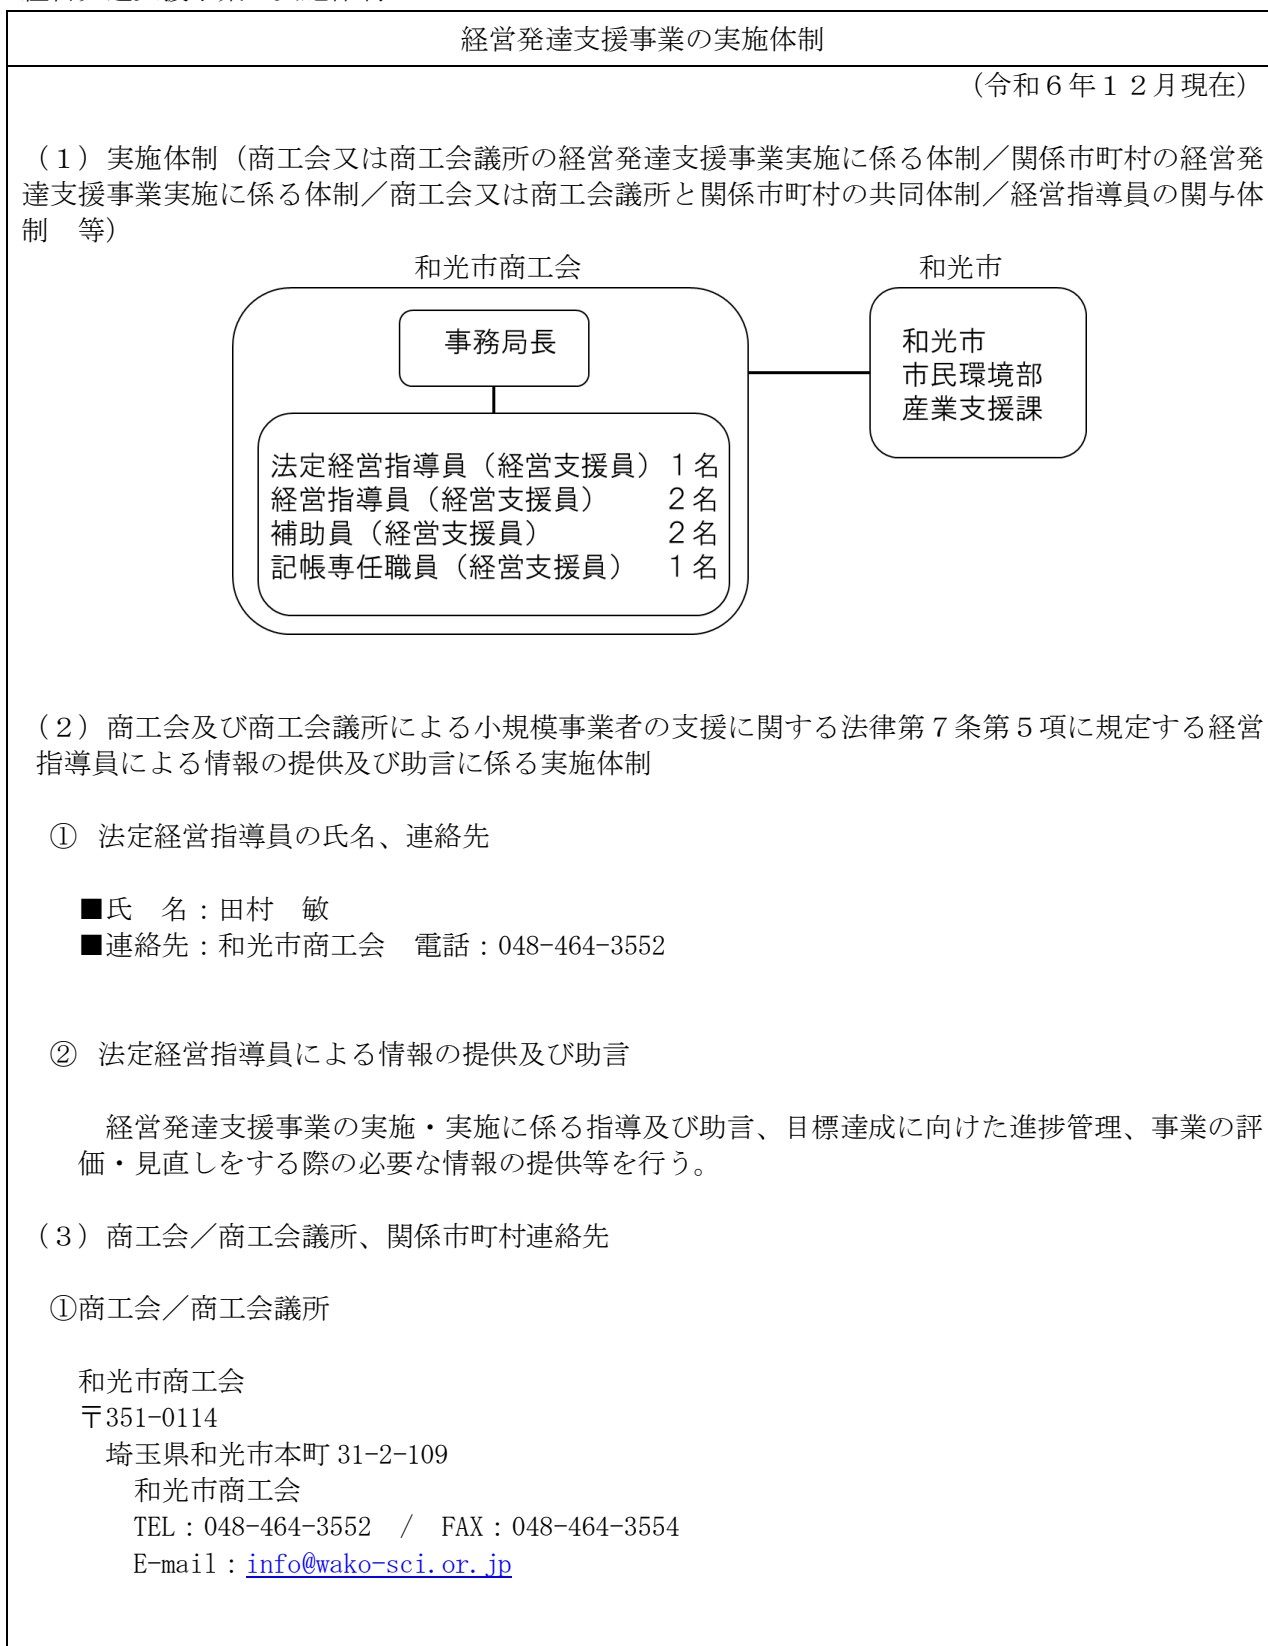 経営発達支援事業の実施体制
（令和６年１２月現在）
（１）実施体制（商工会又は商工会議所の経営発達支援事業実施に係る体制／関係市町村の経営発
達支援事業実施に係る体制／商工会又は商工会議所と関係市町村の共同体制／経営指導員の関与体
制　等）
和光市商工会
和光市
事務局長
和光市
市民環境部
産業支援課
法定経営指導員（経営支援員）１名
経営指導員（経営支援員）　　２名
補助員（経営支援員）　　　　２名
記帳専任職員（経営支援員）　１名
（２）商工会及び商工会議所による小規模事業者の支援に関する法律第７条第５項に規定する経営
指導員による情報の提供及び助言に係る実施体制
① 法定経営指導員の氏名、連絡先
■氏　名：田村　敏
■連絡先：和光市商工会　電話：048-464-3552
② 法定経営指導員による情報の提供及び助言
経営発達支援事業の実施・実施に係る指導及び助言、目標達成に向けた進捗管理、事業の評
価・見直しをする際の必要な情報の提供等を行う。
（３）商工会／商工会議所、関係市町村連絡先
①商工会／商工会議所
和光市商工会
〒351-0114
埼玉県和光市本町 31-2-109
和光市商工会
TEL：048-464-3552　/　FAX：048-464-3554
E-mail：info@wako-sci.or.jp